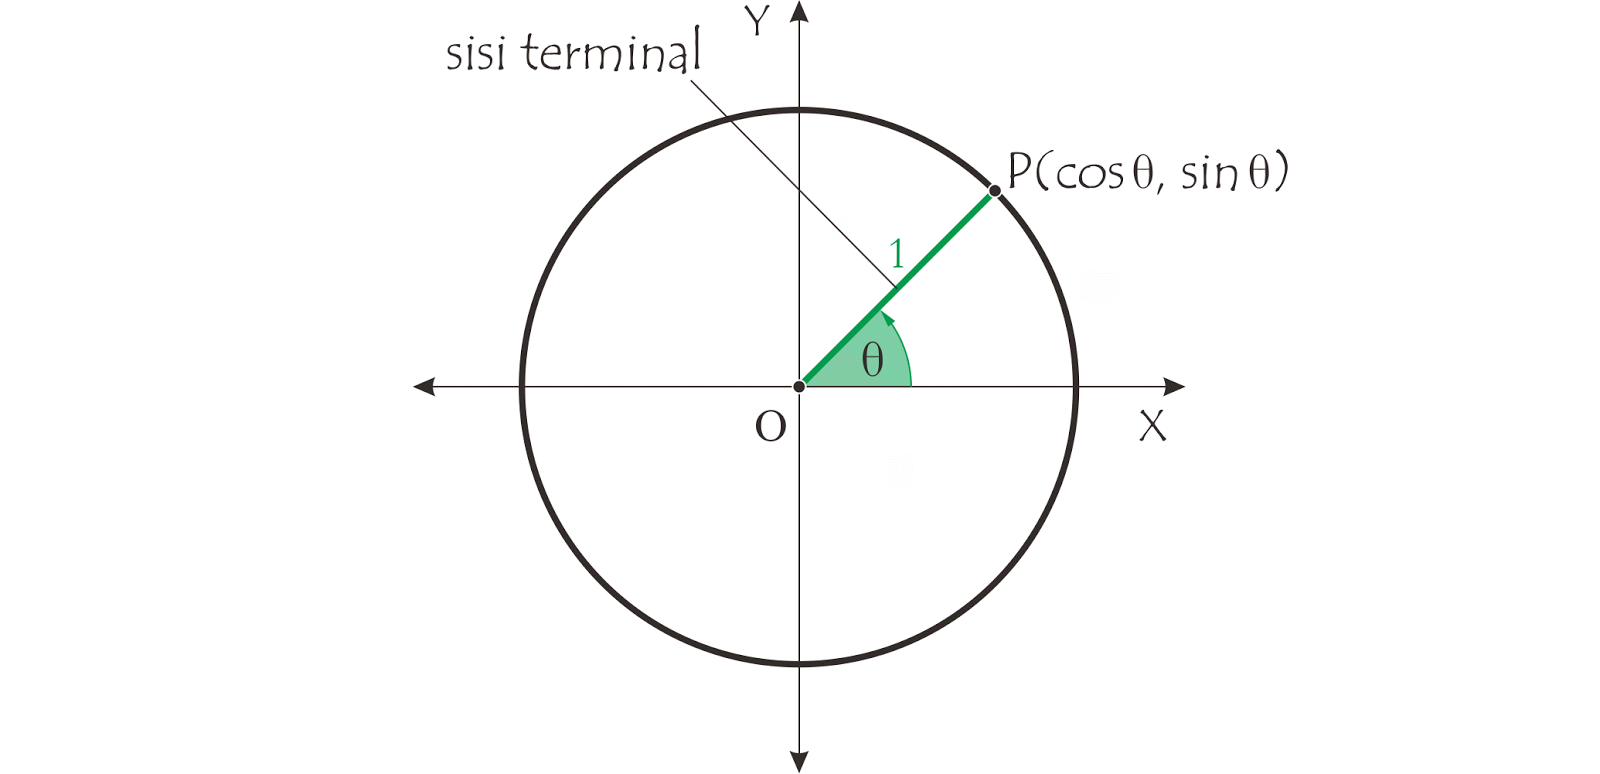 Y
sisi terminal
P(cos θ, sin θ)
1
θ
O
X